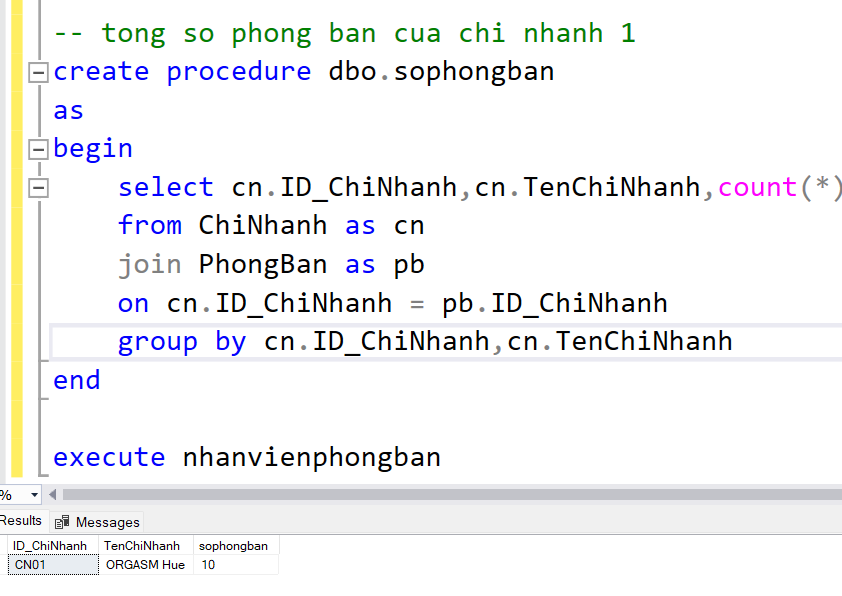 -- tong so phong ban cua chi nhanh 1
create procedure dbo.sophongban
as
begin
select cn.ID_ChiNhanh,cn.TenChiNhanh,count(*)
from ChiNhanh as cn
join PhongBan as pb
on cn.ID_ChiNhanh = pb.ID_ChiNhanh
group by cn.ID_ChiNhanh,cn.TenChiNhanh
end
execute nhanvienphongban
%
Results Messages
ID_ChiNhanh TenChiNhanh sophongban
CN01 ORGASM Hue 10